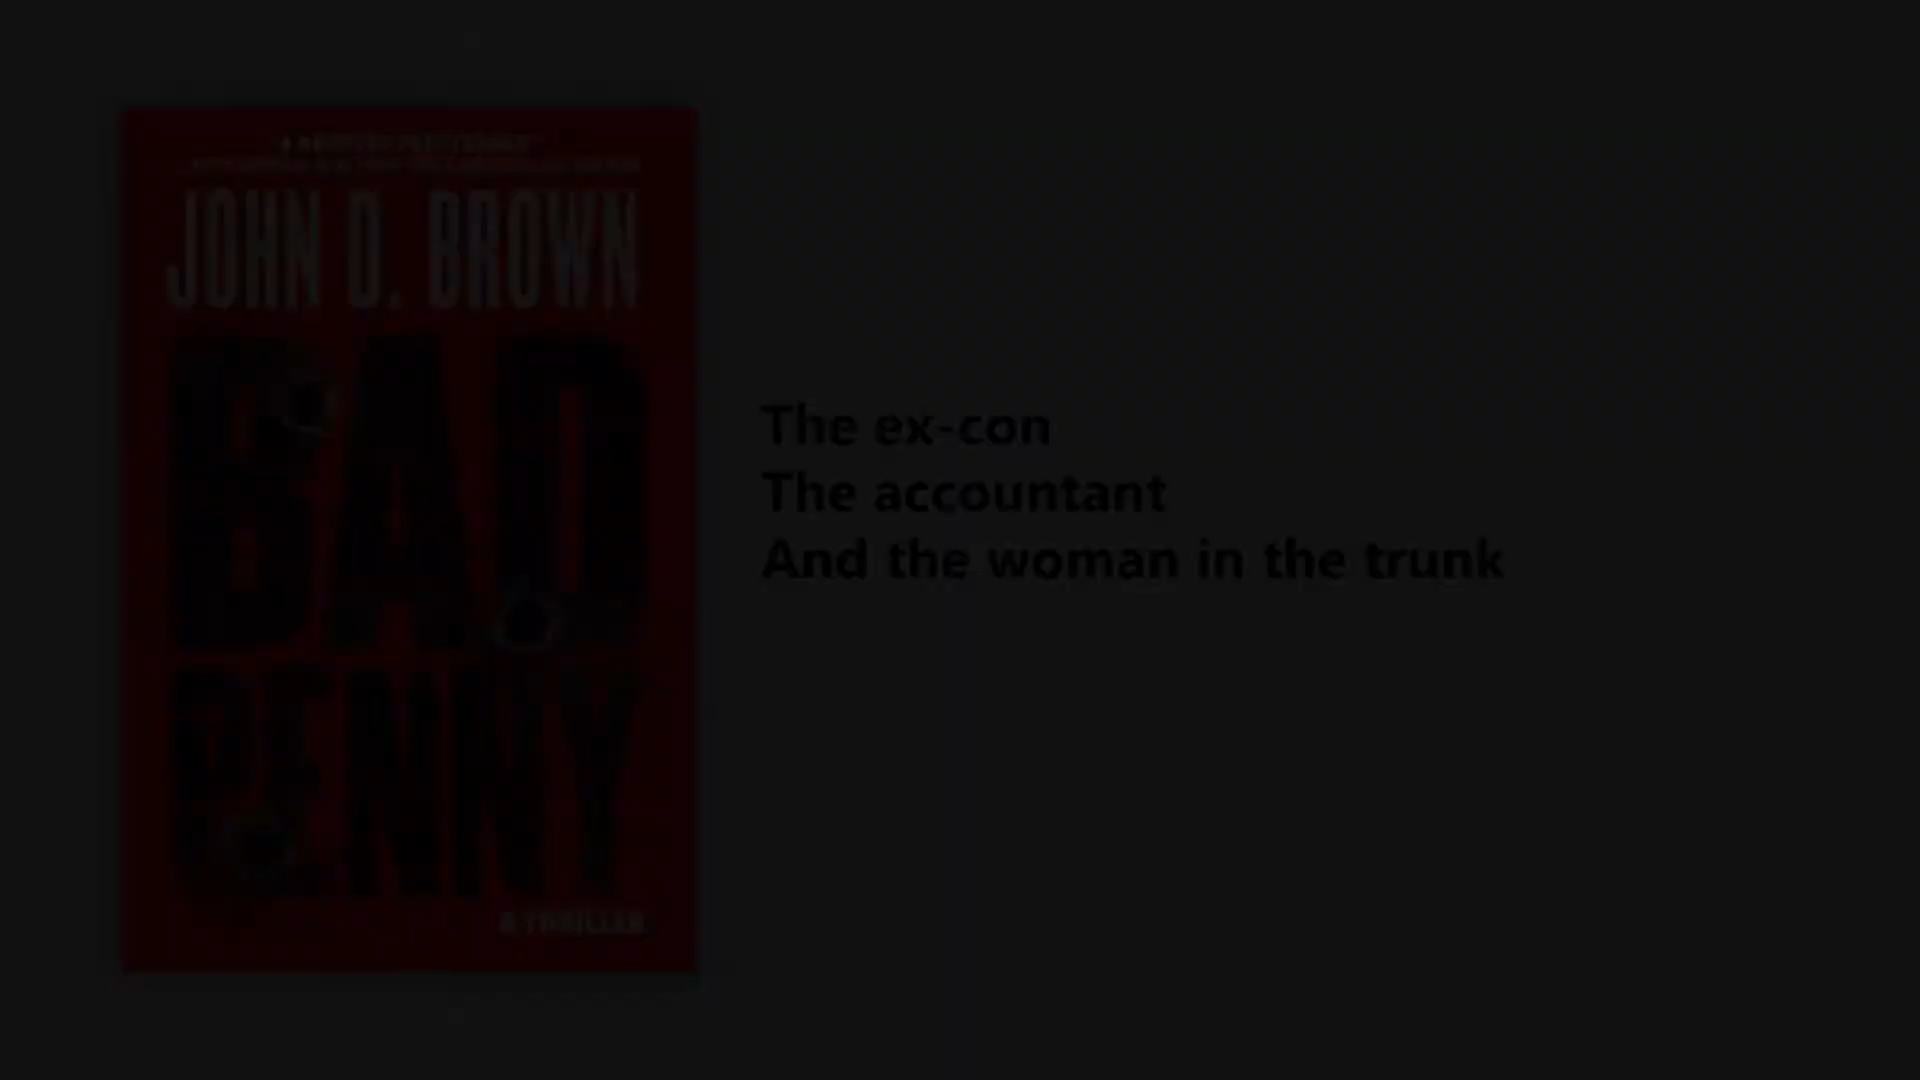 JOHN D. BROWN
BAD
PENNY
A THRILLER
The ex-con
The accountant
And the woman in the trunk